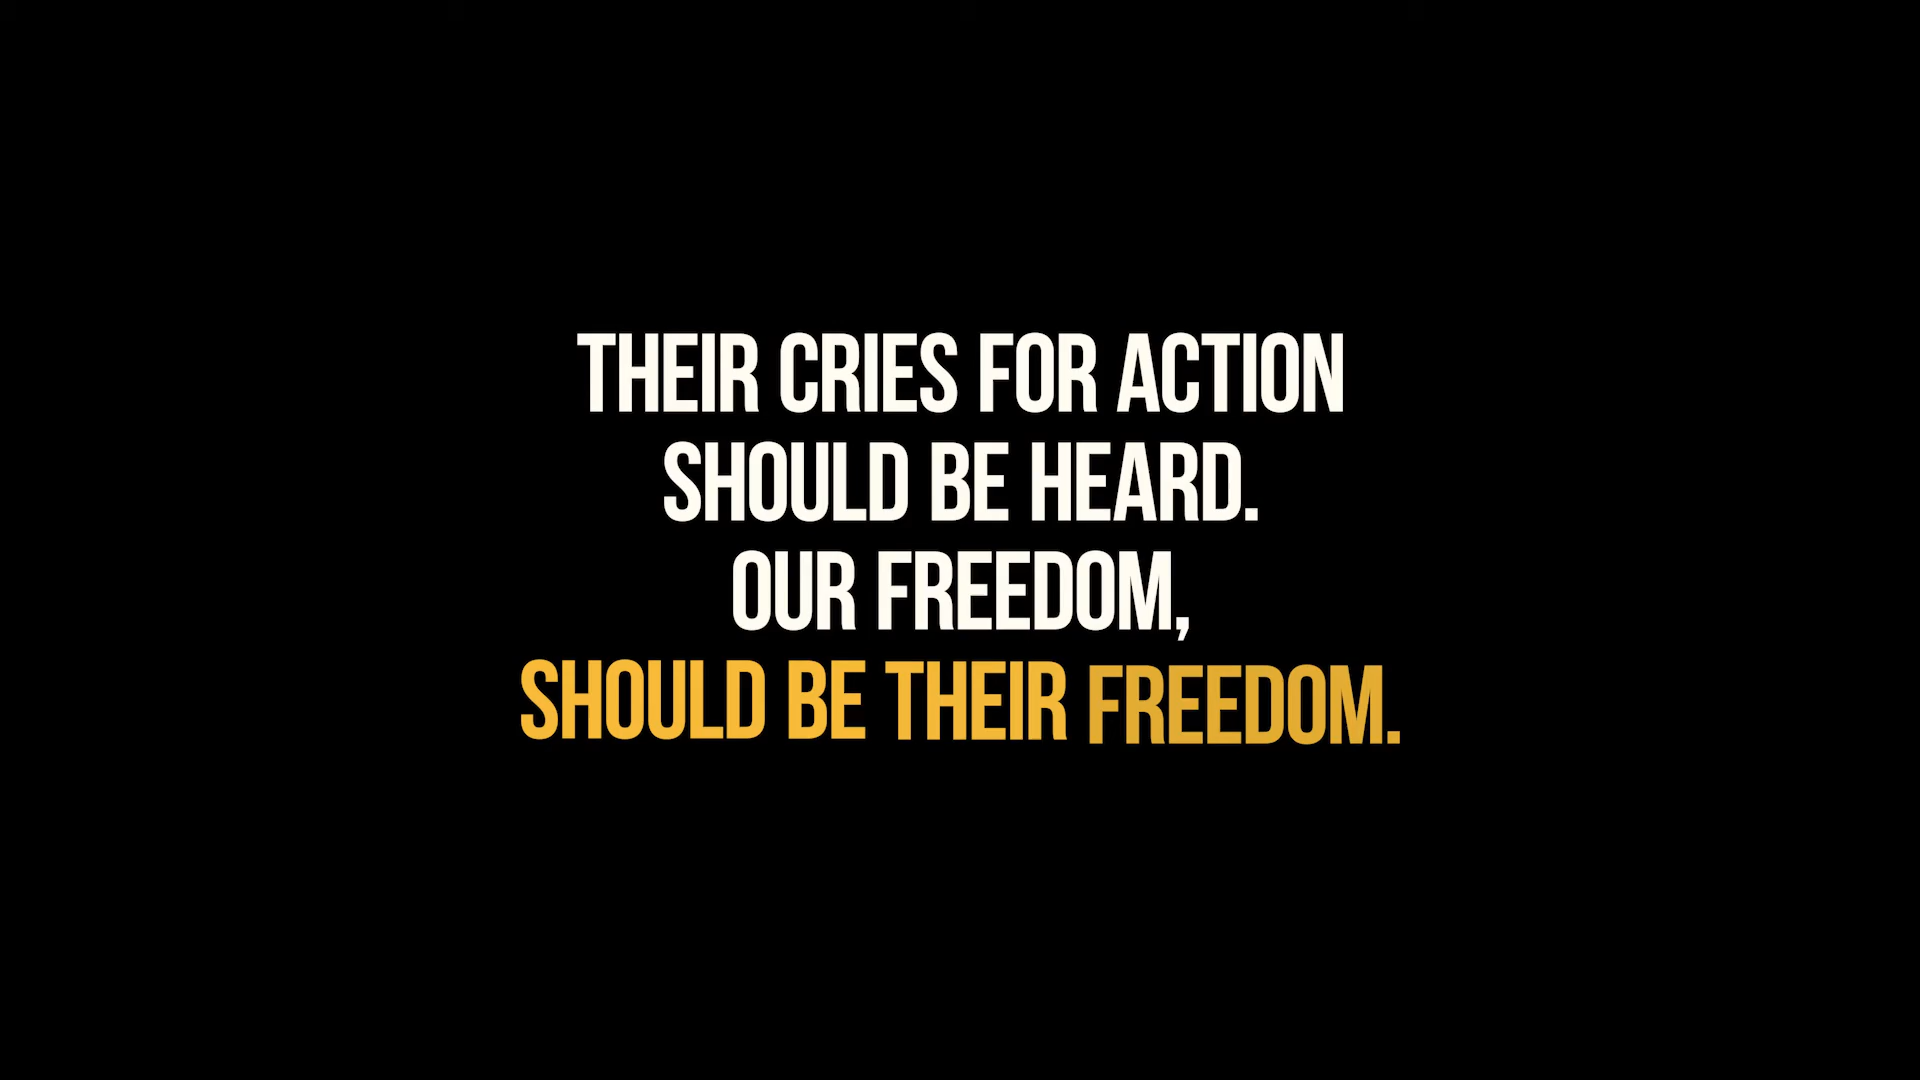 THEIR CRIES FOR ACTION
SHOULD BE HEARD.
OUR FREEDOM,
SHOULD BE THEIR FREEDOM.